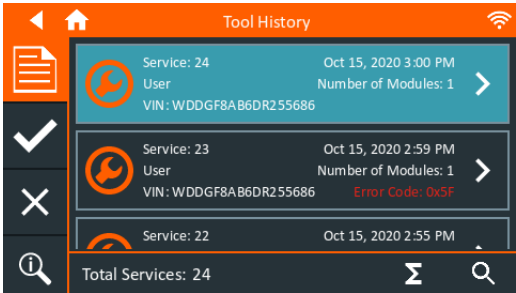 Tool History
Service: 24 Oct 15, 2020 3:00 PM
User Number of Modules: 1
VIN: WDDGF8AB6DR255686
Service: 23 Oct 15, 2020 2:59 PM
User Number of Modules: 1
VIN: WDDGF8AB6DR255686 Error Code: 0x5F
Service: 22 Oct 15, 2020 2:55 PM
Total Services: 24 Σ